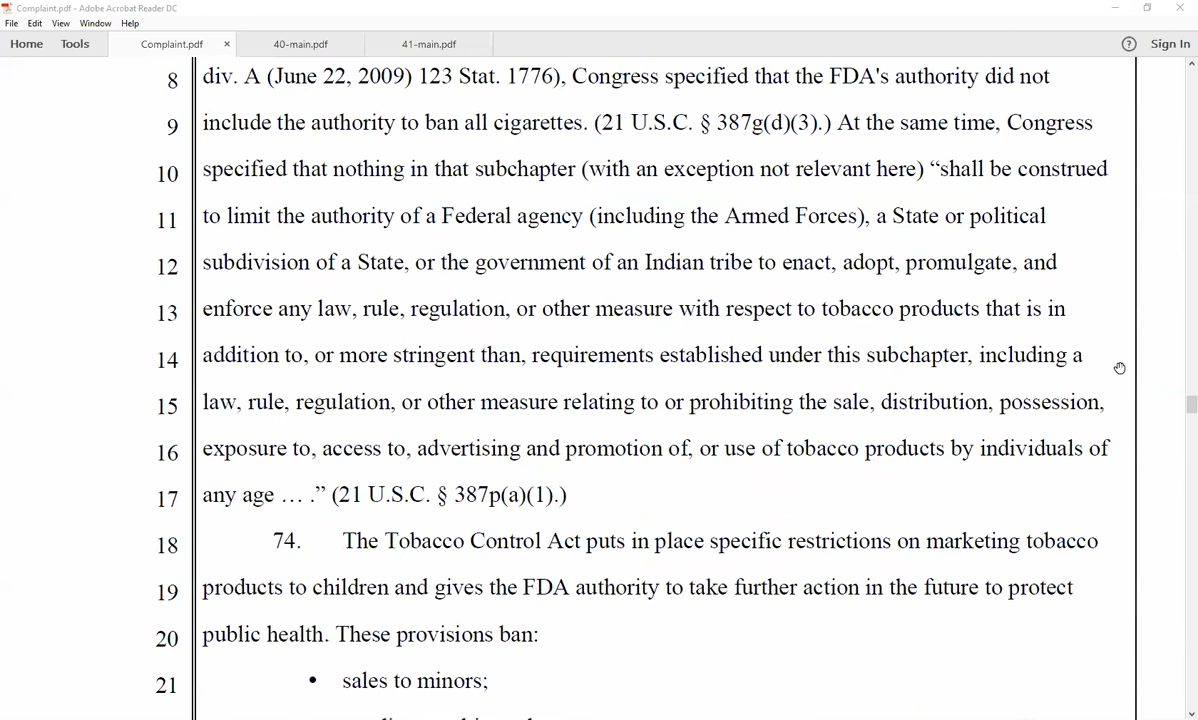 Complaint.pdf - Adobe Acrobat Reader DC
File Edit View Window Help
Home Tools Complaint.pdf × 40-main.pdf 41-main.pdf ? Sign In
8 div. A (June 22, 2009) 123 Stat. 1776), Congress specified that the FDA's authority did not
9 include the authority to ban all cigarettes. (21 U.S.C. § 387g(d)(3).) At the same time, Congress
10 specified that nothing in that subchapter (with an exception not relevant here) “shall be construed
11 to limit the authority of a Federal agency (including the Armed Forces), a State or political
12 subdivision of a State, or the government of an Indian tribe to enact, adopt, promulgate, and
13 enforce any law, rule, regulation, or other measure with respect to tobacco products that is in
14 addition to, or more stringent than, requirements established under this subchapter, including a
15 law, rule, regulation, or other measure relating to or prohibiting the sale, distribution, possession,
16 exposure to, access to, advertising and promotion of, or use of tobacco products by individuals of
17 any age … .” (21 U.S.C. § 387p(a)(1).)
18 74. The Tobacco Control Act puts in place specific restrictions on marketing tobacco
19 products to children and gives the FDA authority to take further action in the future to protect
20 public health. These provisions ban:
21 • sales to minors;